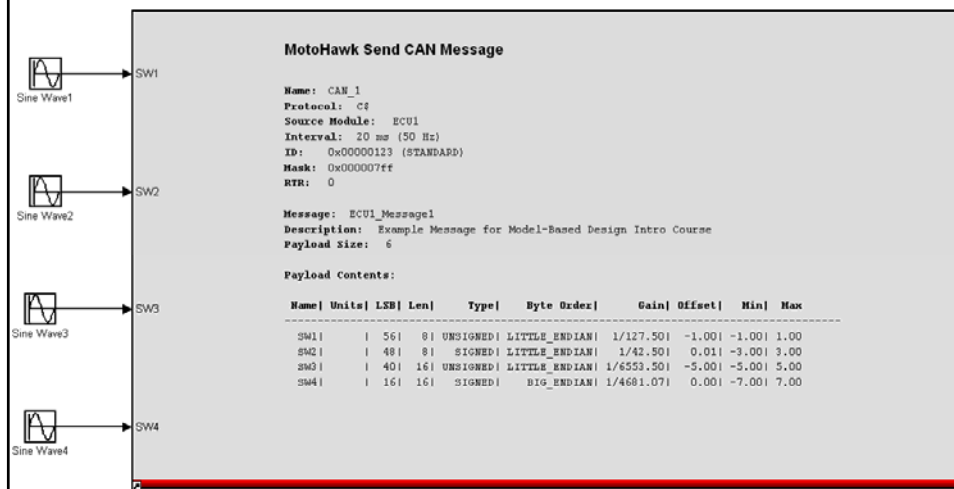 MotoHawk Send CAN Message
Name: CAN_1
Protocol: C$
Source Module: ECU1
Interval: 20 ms (50 Hz)
ID: 0x00000123 (STANDARD)
Mask: 0x000007ff
RTR: 0
Message: ECU1_Message1
Description: Example Message for Model-Based Design Intro Course
Payload Size: 6
Payload Contents:
Name| Units| LSB| Len| Type| Byte Order| Gain| Offset| Min| Max
SW1| | 56| 8| UNSIGNED| LITTLE_ENDIAN| 1/127.50| -1.00| -1.00| 1.00
SW2| | 48| 8| SIGNED| LITTLE_ENDIAN| 1/42.50| 0.01| -3.00| 3.00
SW3| | 40| 16| UNSIGNED| LITTLE_ENDIAN| 1/6553.50| -5.00| -5.00| 5.00
SW4| | 16| 16| SIGNED| BIG_ENDIAN| 1/4681.07| 0.00| -7.00| 7.00
Sine Wave1
SW1
Sine Wave2
SW2
Sine Wave3
SW3
Sine Wave4
SW4